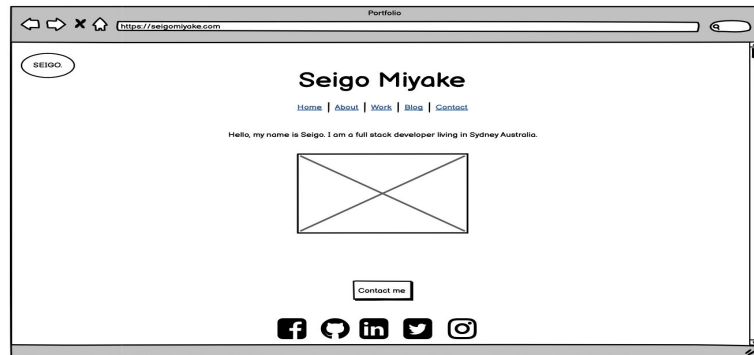 Portfolio
https://seigomiyake.com
SEIGO.
Seigo Miyake
Home | About | Work | Blog | Contact
Hello, my name is Seigo. I am a full stack developer living in Sydney Australia.
Contact me